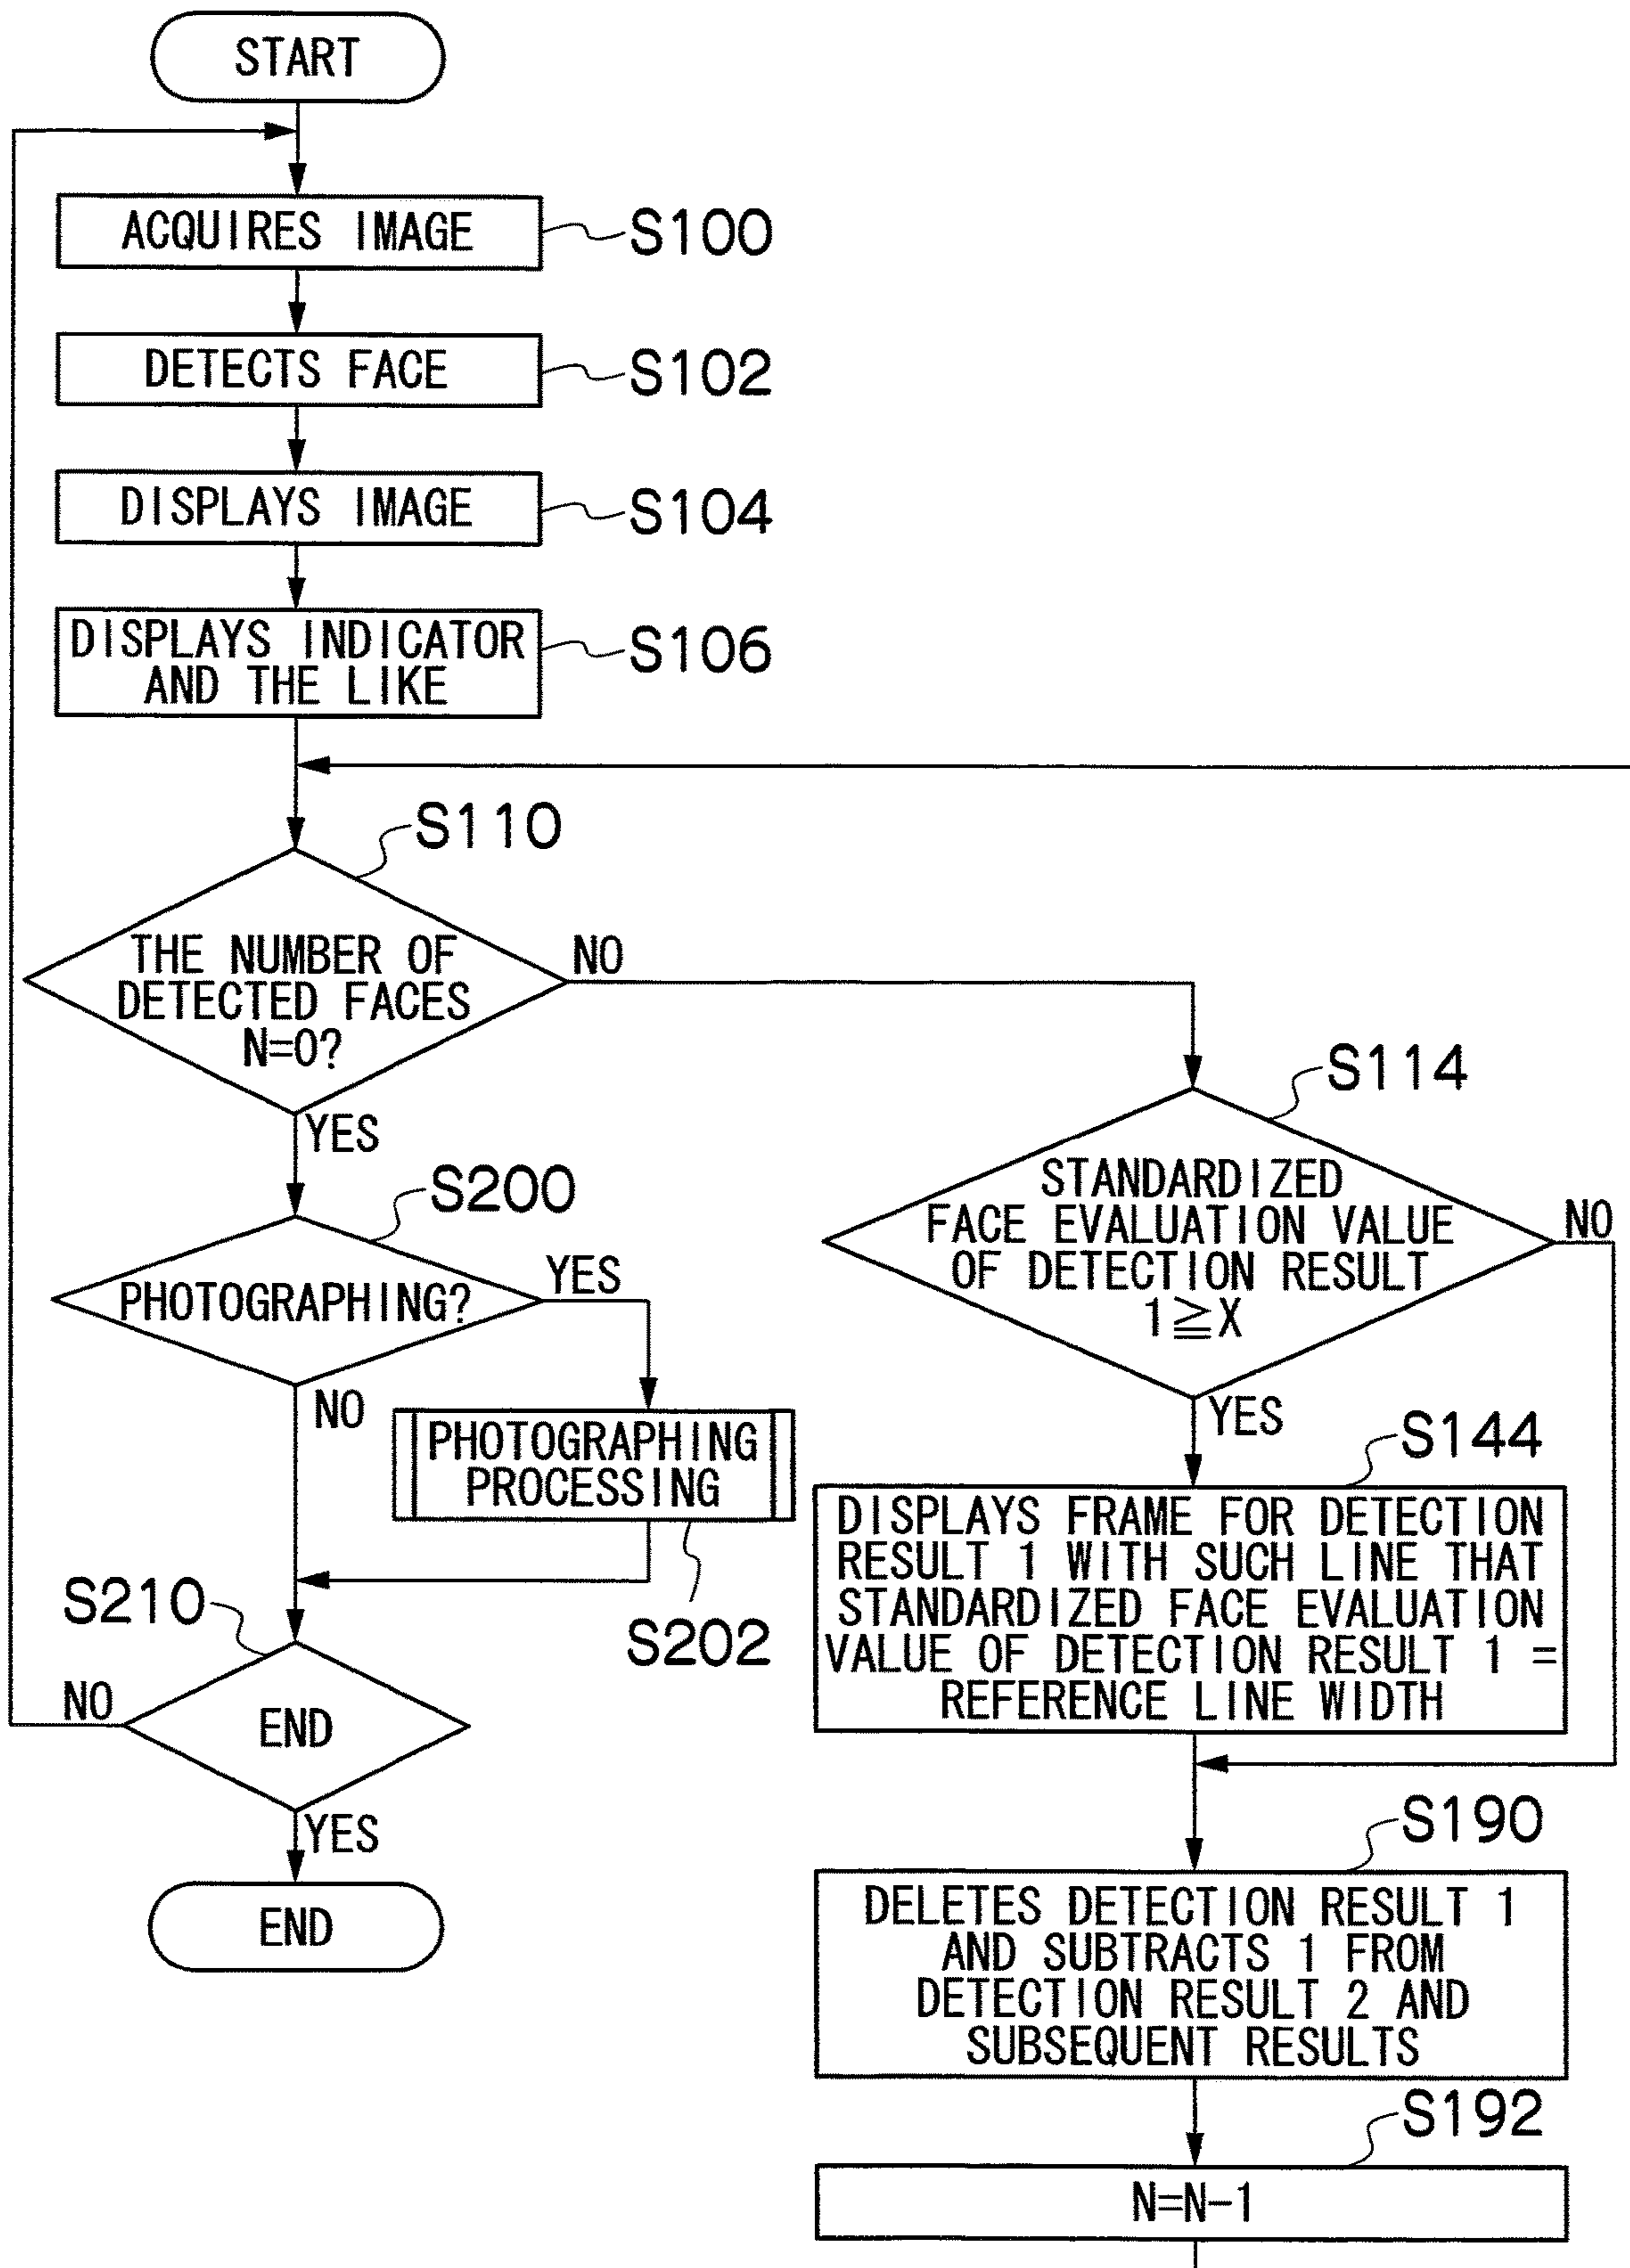 START
ACQUIRES IMAGE
S100
DETECTS FACE
S102
DISPLAYS IMAGE
S104
DISPLAYS INDICATOR
AND THE LIKE
S106
S110
THE NUMBER OF
DETECTED FACES
N=0?
NO
YES
S200
PHOTOGRAPHING?
YES
NO
PHOTOGRAPHING
PROCESSING
S202
S210
END
NO
YES
END
S114
STANDARDIZED
FACE EVALUATION VALUE
OF DETECTION RESULT
1≧X
NO
YES
S144
DISPLAYS FRAME FOR DETECTION
RESULT 1 WITH SUCH LINE THAT
STANDARDIZED FACE EVALUATION
VALUE OF DETECTION RESULT 1 =
REFERENCE LINE WIDTH
S190
DELETES DETECTION RESULT 1
AND SUBTRACTS 1 FROM
DETECTION RESULT 2 AND
SUBSEQUENT RESULTS
S192
N=N-1